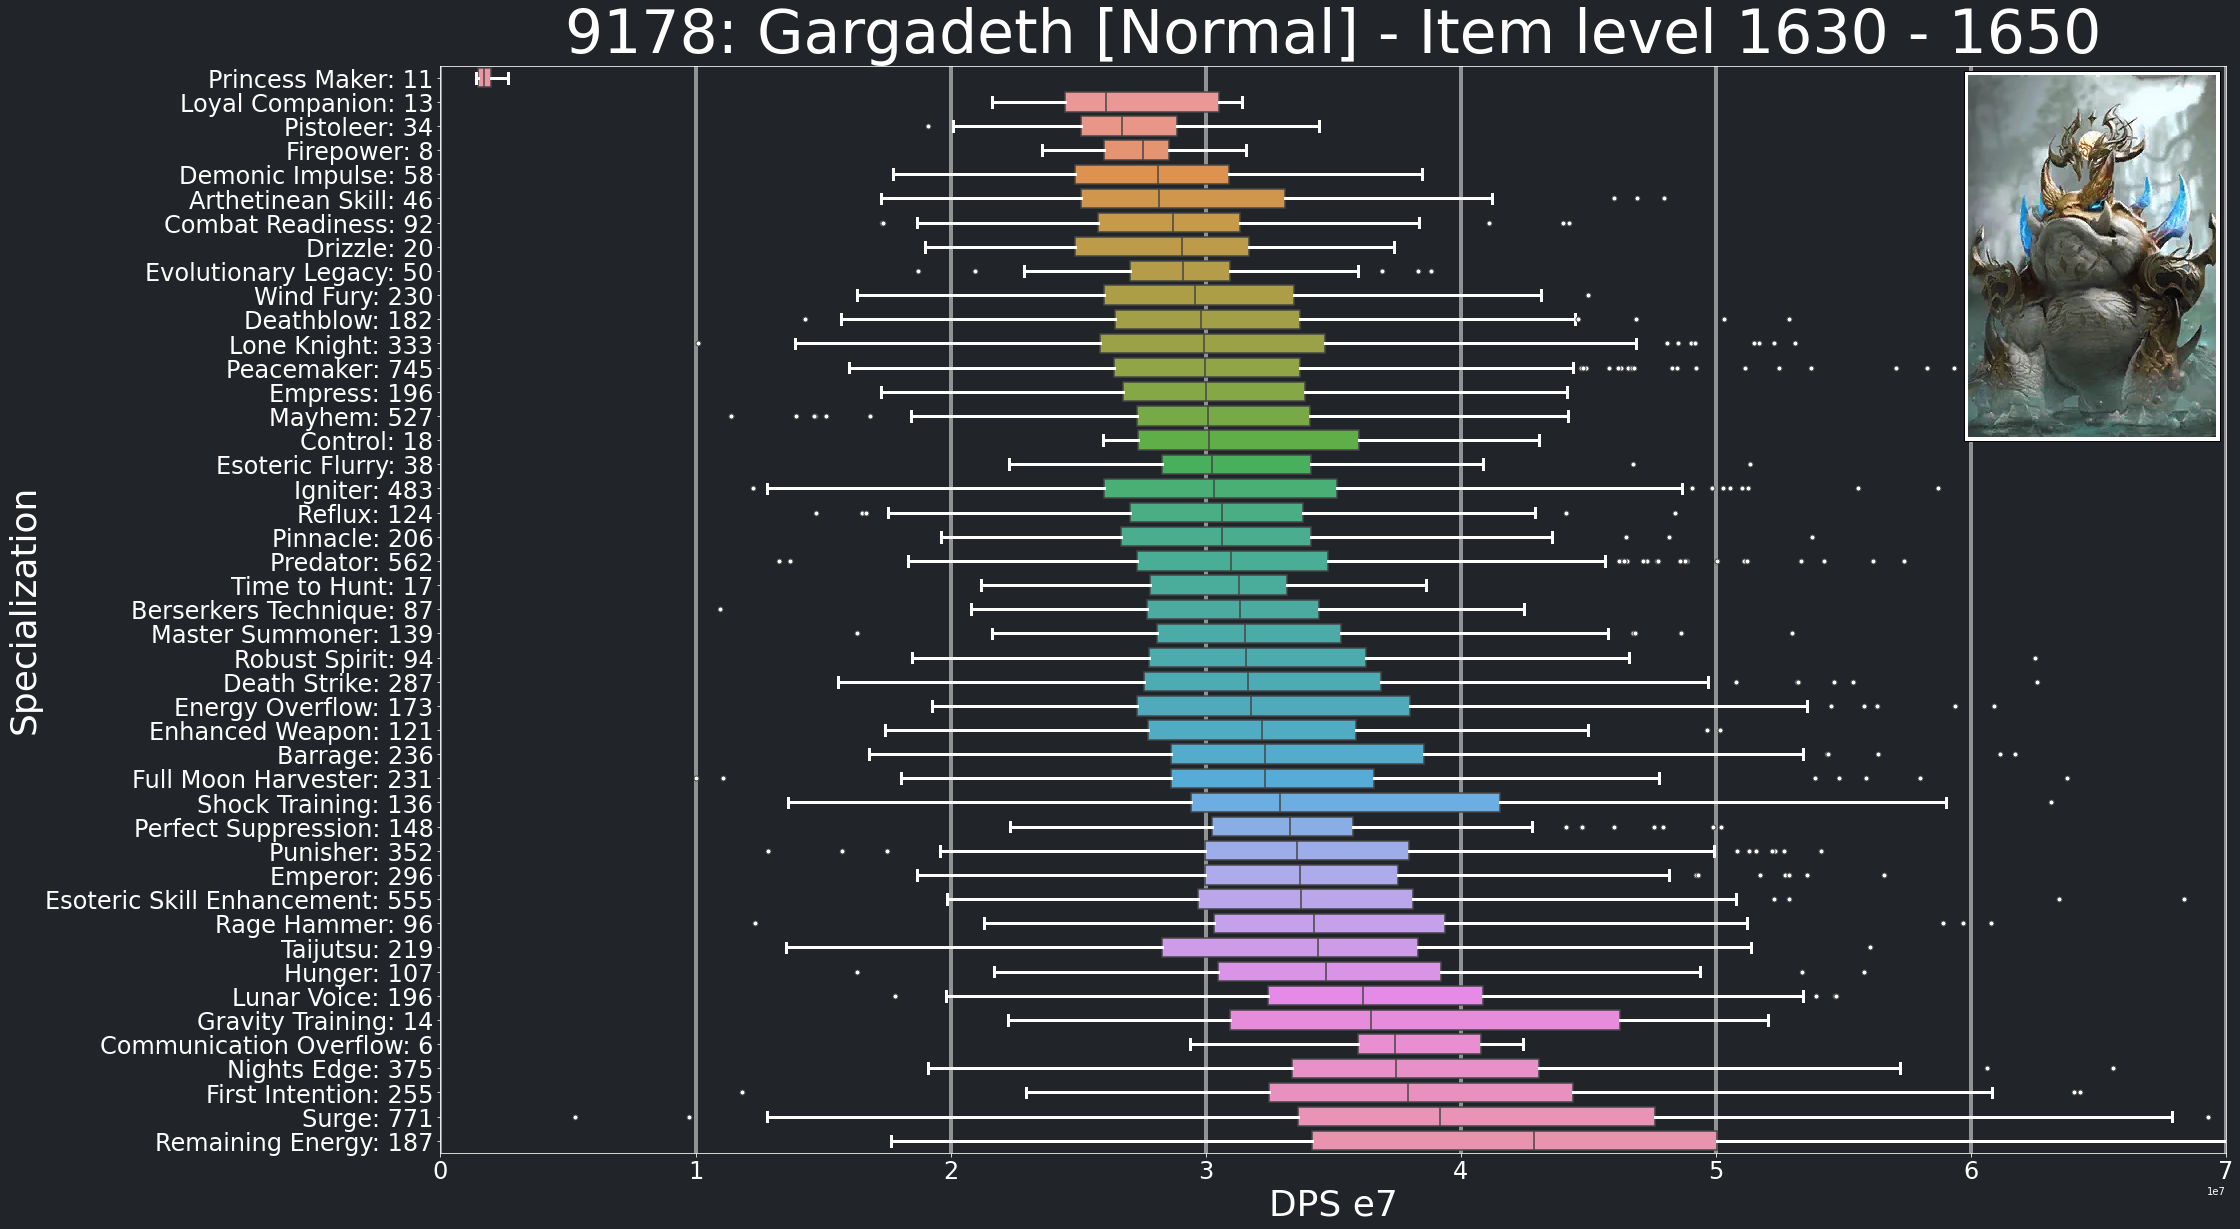 9178: Gargadeth [Normal] - Item level 1630 - 1650
Princess Maker: 11
Loyal Companion: 13
Pistoleer: 34
Firepower: 8
Demonic Impulse: 58
Arthetinean Skill: 46
Combat Readiness: 92
Drizzle: 20
Evolutionary Legacy: 50
Wind Fury: 230
Deathblow: 182
Lone Knight: 333
Peacemaker: 745
Empress: 196
Mayhem: 527
Control: 18
Esoteric Flurry: 38
Igniter: 483
Reflux: 124
Pinnacle: 206
Predator: 562
Time to Hunt: 17
Berserkers Technique: 87
Master Summoner: 139
Robust Spirit: 94
Death Strike: 287
Energy Overflow: 173
Enhanced Weapon: 121
Barrage: 236
Full Moon Harvester: 231
Shock Training: 136
Perfect Suppression: 148
Punisher: 352
Emperor: 296
Esoteric Skill Enhancement: 555
Rage Hammer: 96
Taijutsu: 219
Hunger: 107
Lunar Voice: 196
Gravity Training: 14
Communication Overflow: 6
Nights Edge: 375
First Intention: 255
Surge: 771
Remaining Energy: 187
Specialization
0 1 2 3 4 5 6 7
1e7
DPS e7